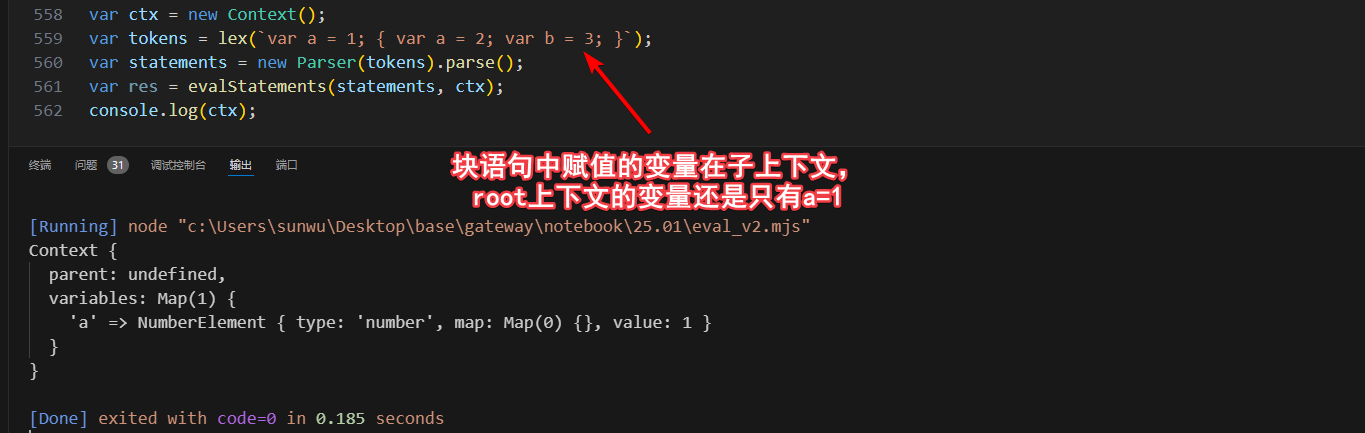 558 var ctx = new Context();
559 var tokens = lex(`var a = 1; { var a = 2; var b = 3; }`);
560 var statements = new Parser(tokens).parse();
561 var res = evalStatements(statements, ctx);
562 console.log(ctx);
块语句中赋值的变量在子上下文，
root上下文的变量还是只有a=1
终端 问题 31 调试控制台 输出 端口
[Running] node "c:\Users\sunwu\Desktop\base\gateway\notebook\25.01\eval_v2.mjs"
Context {
  parent: undefined,
  variables: Map(1) {
    'a' => NumberElement { type: 'number', map: Map(0) {}, value: 1 }
  }
}
[Done] exited with code=0 in 0.185 seconds